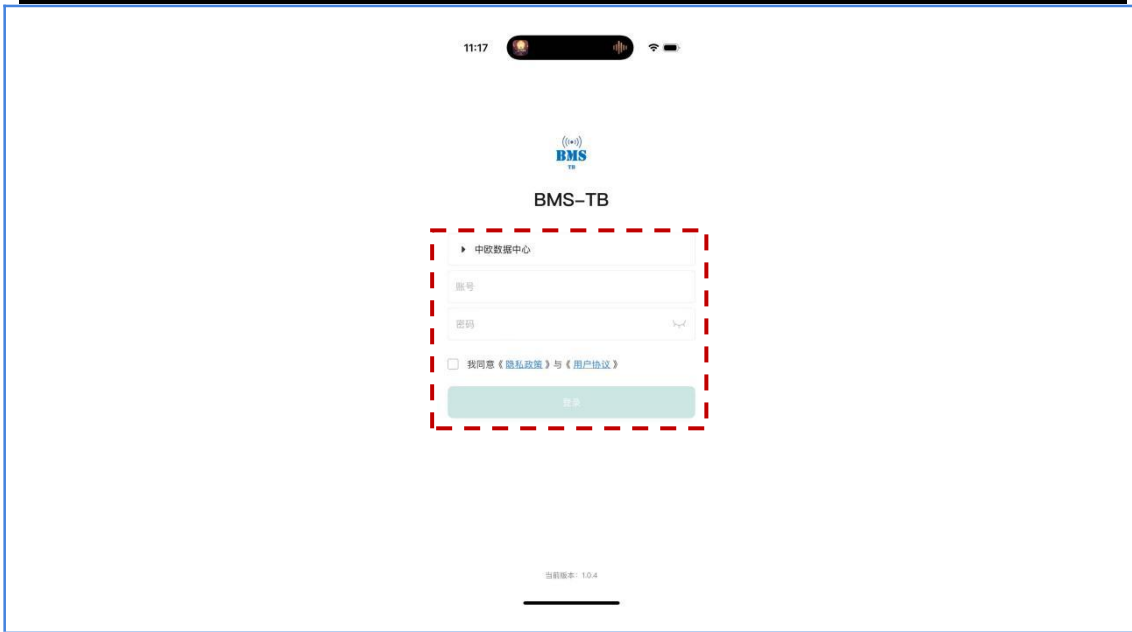 11:17
((•))
BMS
TB
BMS–TB
中欧数据中心
账号
密码
我同意《隐私政策》与《用户协议》
登录
当前版本：1.0.4